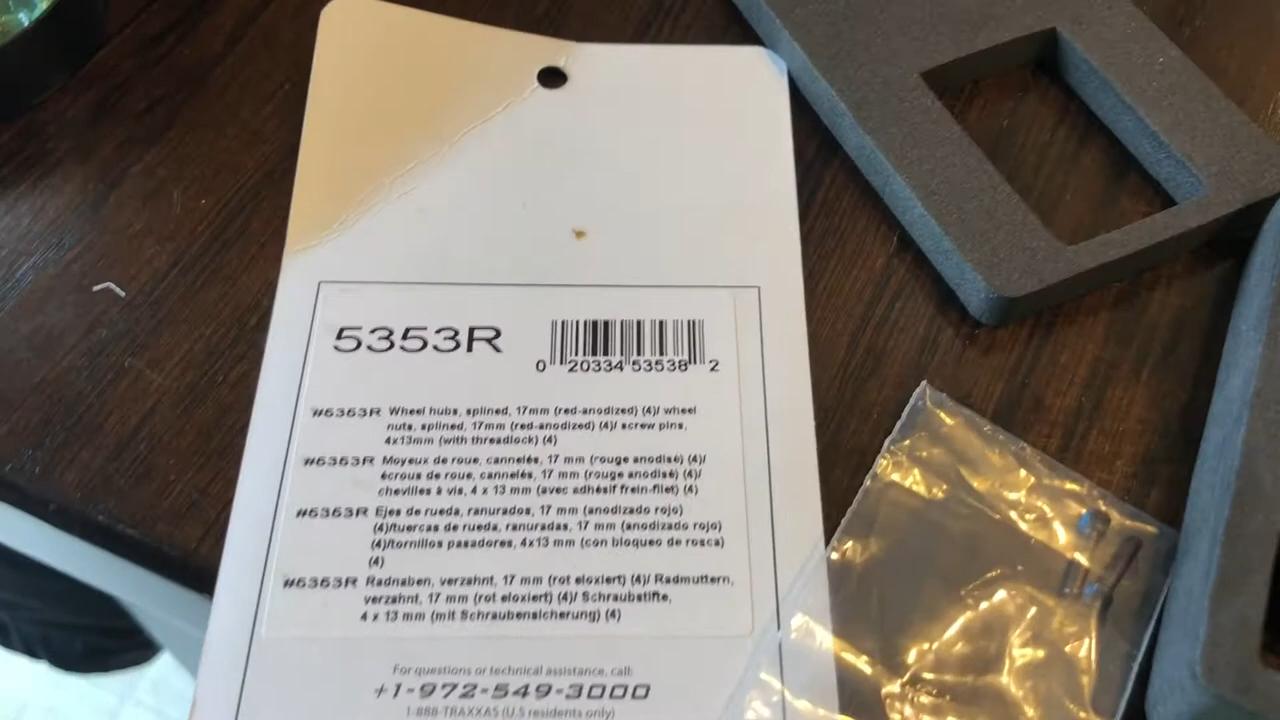 5353R
0 20334 53538 2
#5353R Wheel hubs, splined, 17mm (red-anodized) (4)/ wheel
nuts, splined, 17mm (red-anodized) (4)/ screw pins,
4x13mm (with threadlock) (4)
#5353R Moyeux de roue, cannelés, 17 mm (rouge anodisé) (4)/
écrous de roue, cannelés, 17 mm (rouge anodisé) (4)/
chevilles à vis, 4 x 13 mm (avec adhésif frein-filet) (4)
#5353R Ejes de rueda, ranurados, 17 mm (anodizado rojo)
(4)/tuercas de rueda, ranuradas, 17 mm (anodizado rojo)
(4)/tornillos pasadores, 4x13 mm (con bloqueo de rosca)
(4)
#5353R Radnaben, verzahnt, 17 mm (rot eloxiert) (4)/ Radmuttern,
verzahnt, 17 mm (rot eloxiert) (4)/ Schraubstifte,
4 x 13 mm (mit Schraubensicherung) (4)
For questions or technical assistance, call:
+1-972-549-3000
1-888-TRAXXAS (U.S residents only)